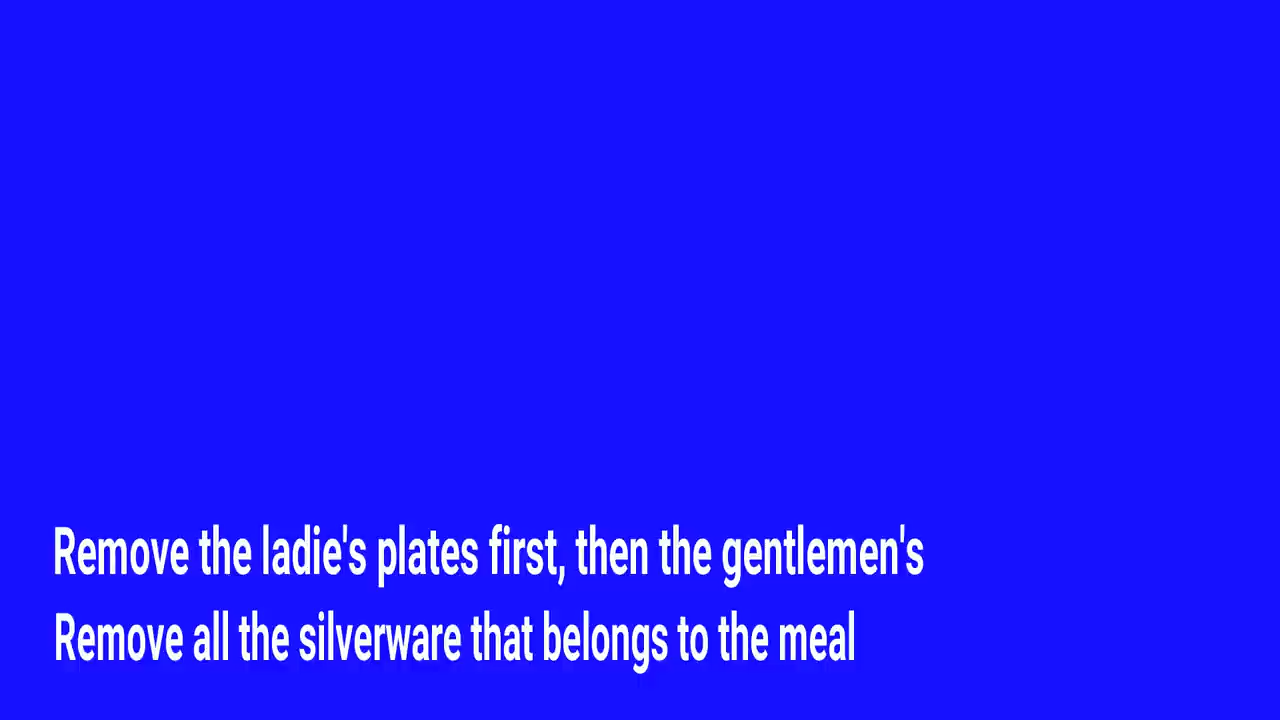 Remove the ladie's plates first, then the gentlemen's
Remove all the silverware that belongs to the meal